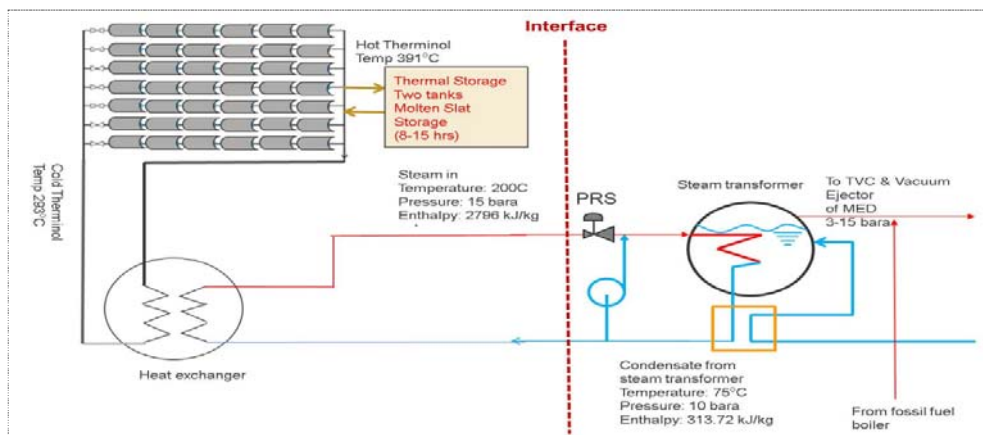 Interface
Hot Therminol
Temp 391°C
Thermal Storage
Two tanks
Molten Slat
Storage
(8-15 hrs)
Cold Therminol
Temp 293°C
Steam in
Temperature: 200C
Pressure: 15 bara
Enthalpy: 2796 kJ/kg
PRS
Steam transformer
To TVC & Vacuum
Ejector
of MED
3-15 bara
Heat exchanger
Condensate from
steam transformer
Temperature: 75°C
Pressure: 10 bara
Enthalpy: 313.72 kJ/kg
From fossil fuel
boiler